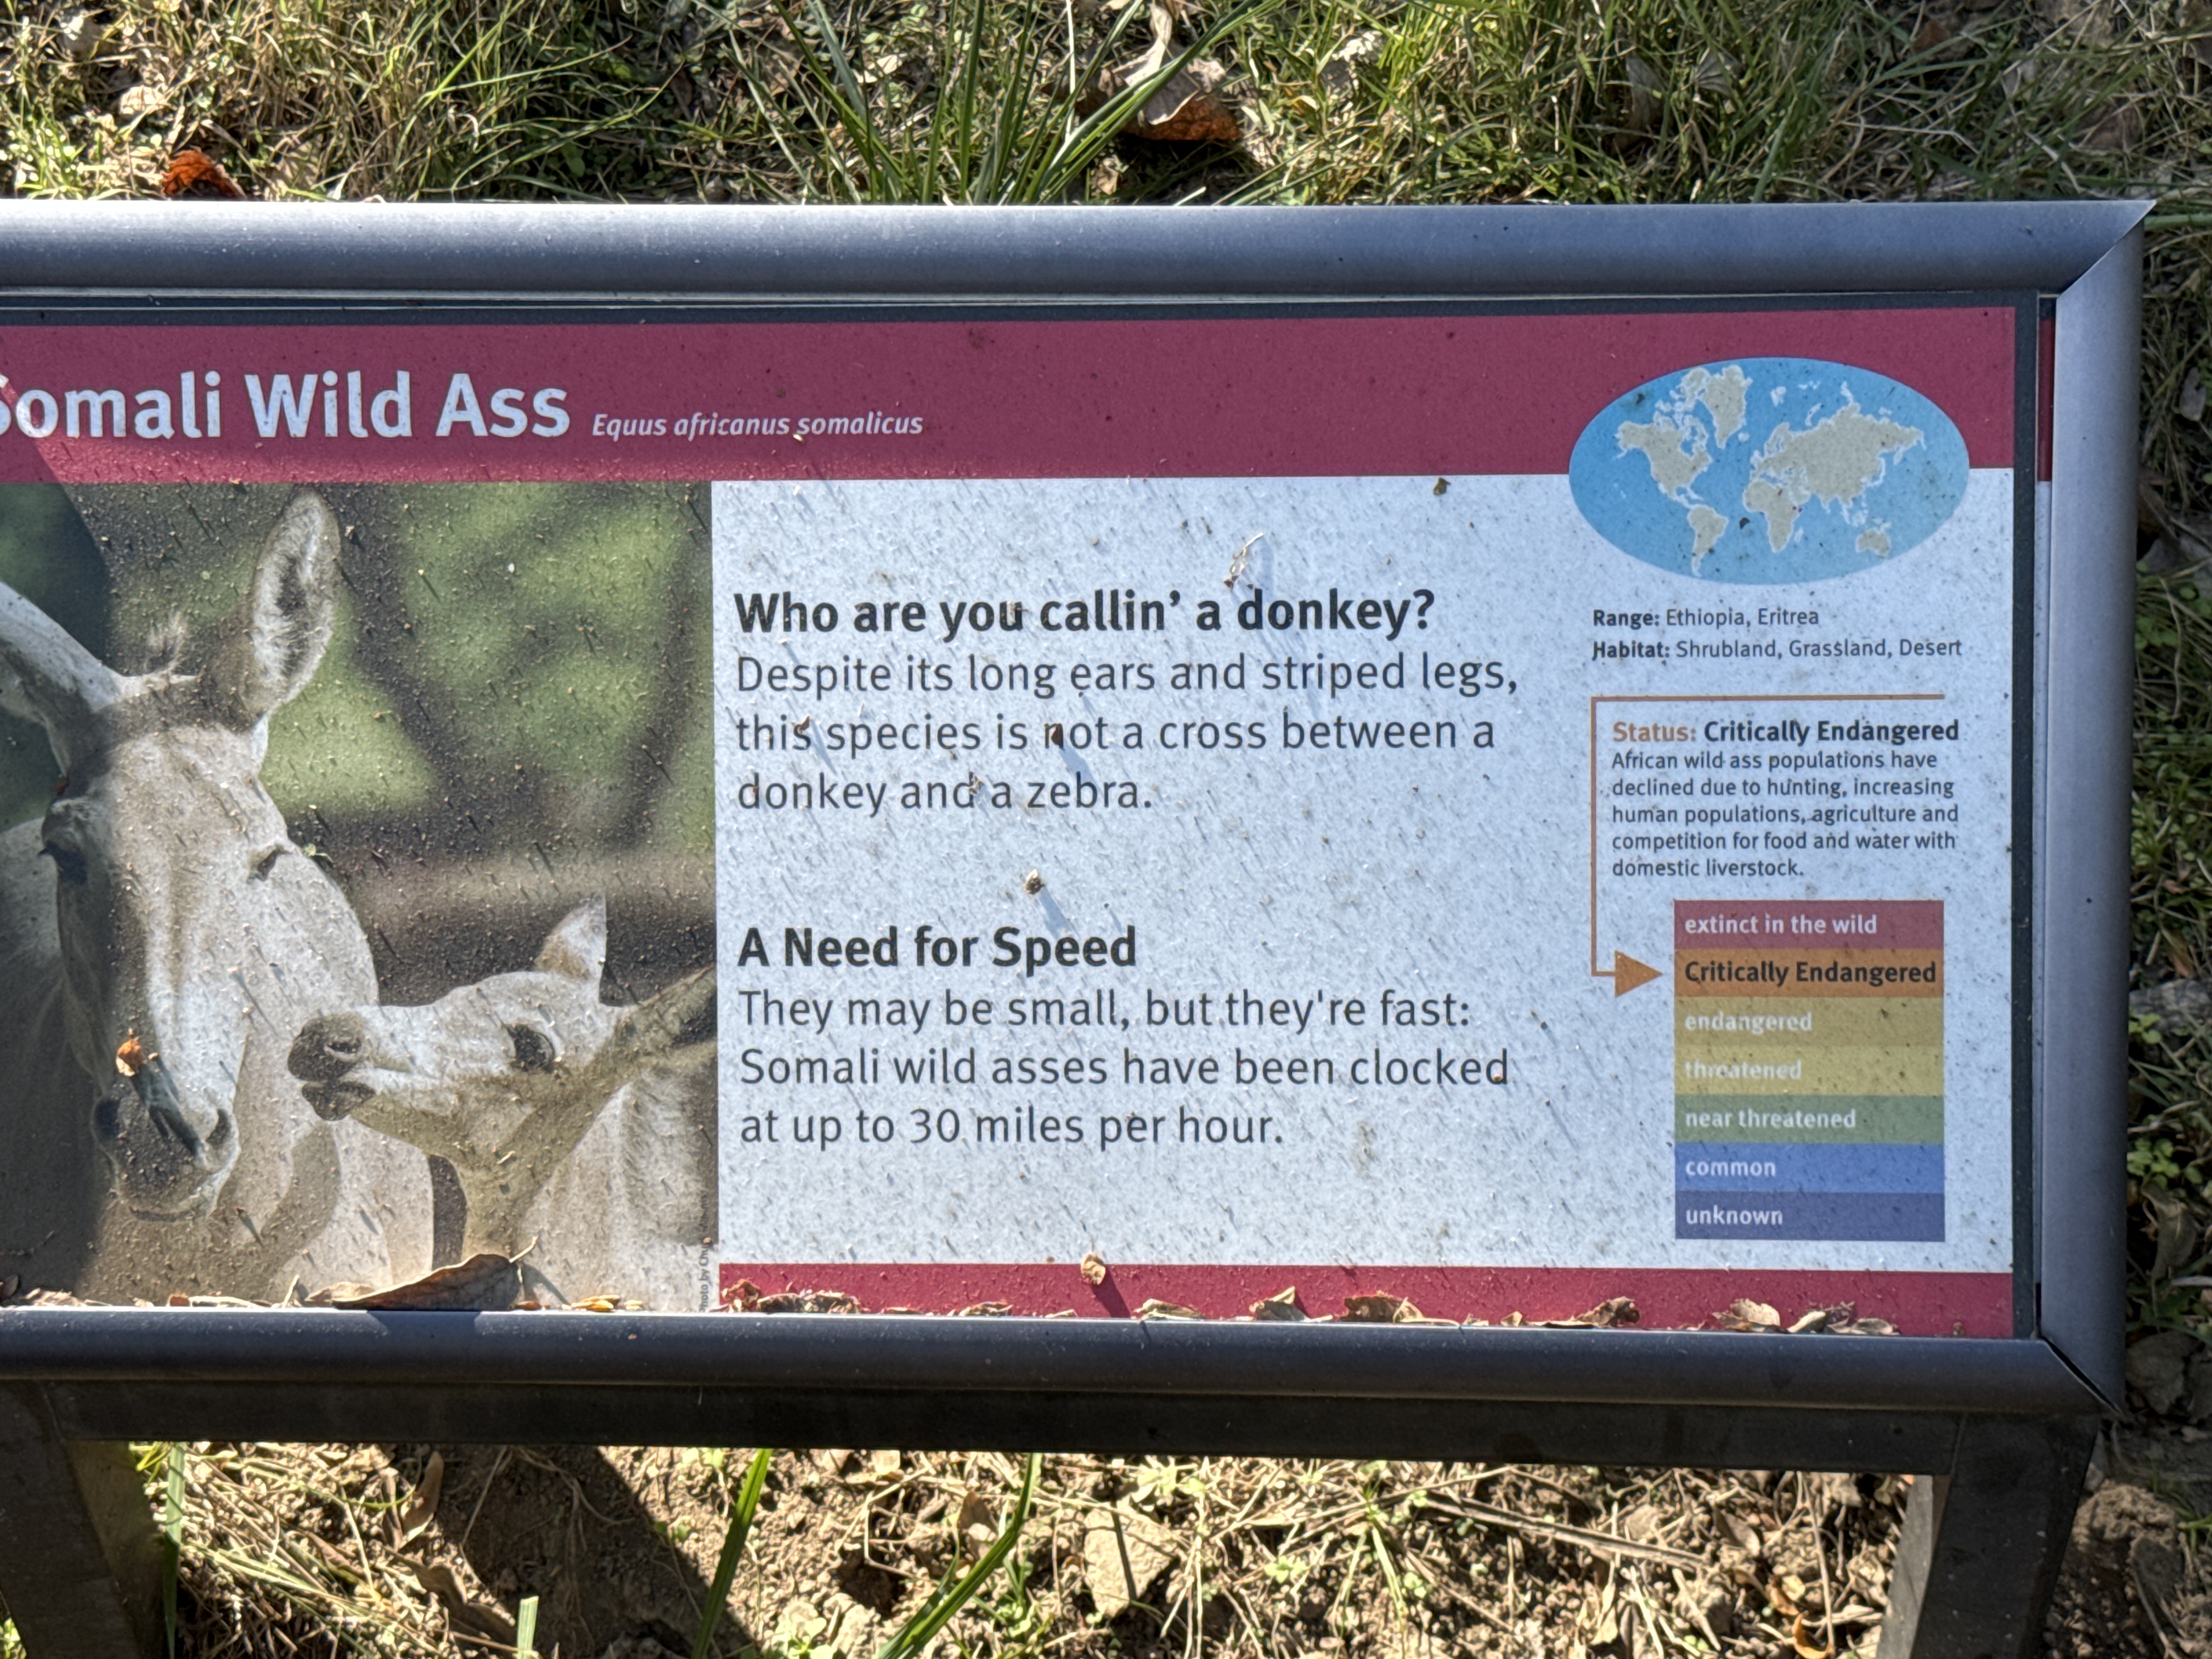 Somali Wild Ass Equus africanus somalicus
Who are you callin’ a donkey?
Despite its long ears and striped legs,
this species is not a cross between a
donkey and a zebra.
A Need for Speed
They may be small, but they're fast:
Somali wild asses have been clocked
at up to 30 miles per hour.
Range: Ethiopia, Eritrea
Habitat: Shrubland, Grassland, Desert
Status: Critically Endangered
African wild ass populations have
declined due to hunting, increasing
human populations, agriculture and
competition for food and water with
domestic liverstock.
extinct in the wild
Critically Endangered
endangered
threatened
near threatened
common
unknown